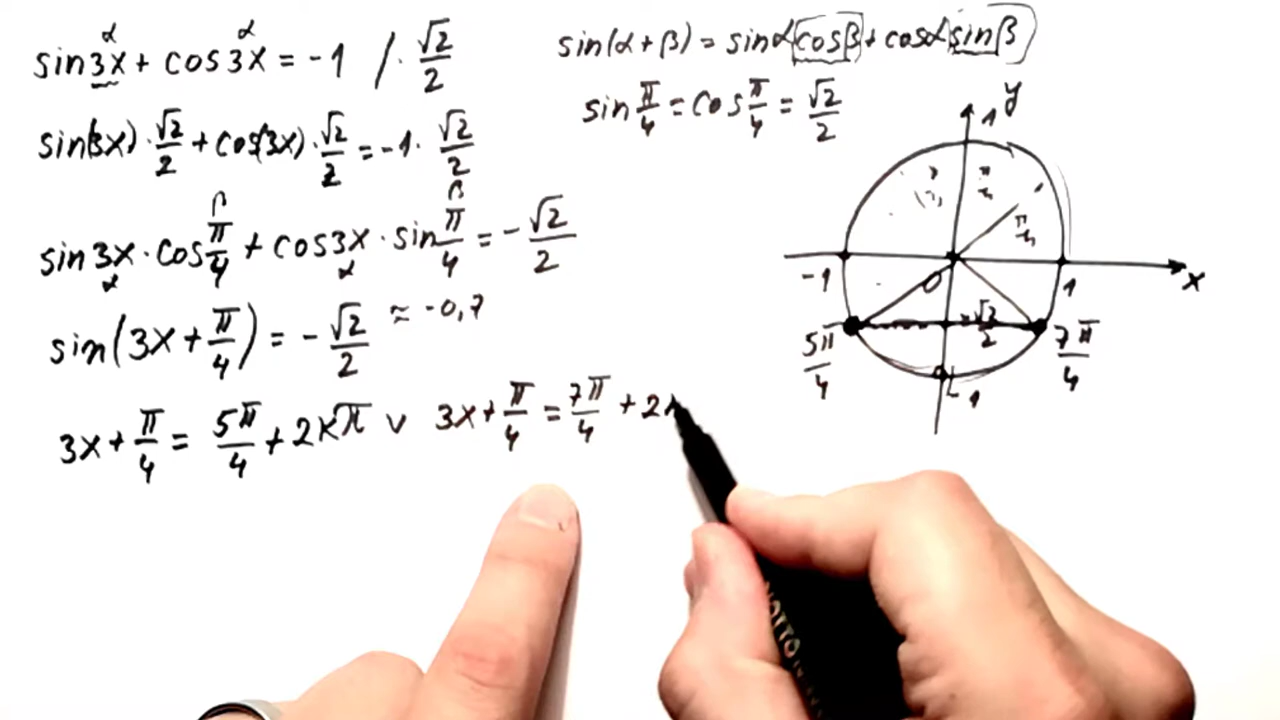 α α
sin3x + cos3x = -1 / · √2/2
sin(3x) · √2/2 + cos(3x) · √2/2 = -1 · √2/2
β β
sin3x · cos π/4 + cos3x · sin π/4 = - √2/2
α α
sin(3x + π/4) = - √2/2 ≈ -0,7
3x + π/4 = 5π/4 + 2kπ ∨ 3x + π/4 = 7π/4 + 2
sin(α + β) = sinα cosβ + cosα sinβ
sin π/4 = cos π/4 = √2/2
y
1
π/4
π/4
-1 0 1 x
-√2/2
5π/4 7π/4
-1
NOTTO